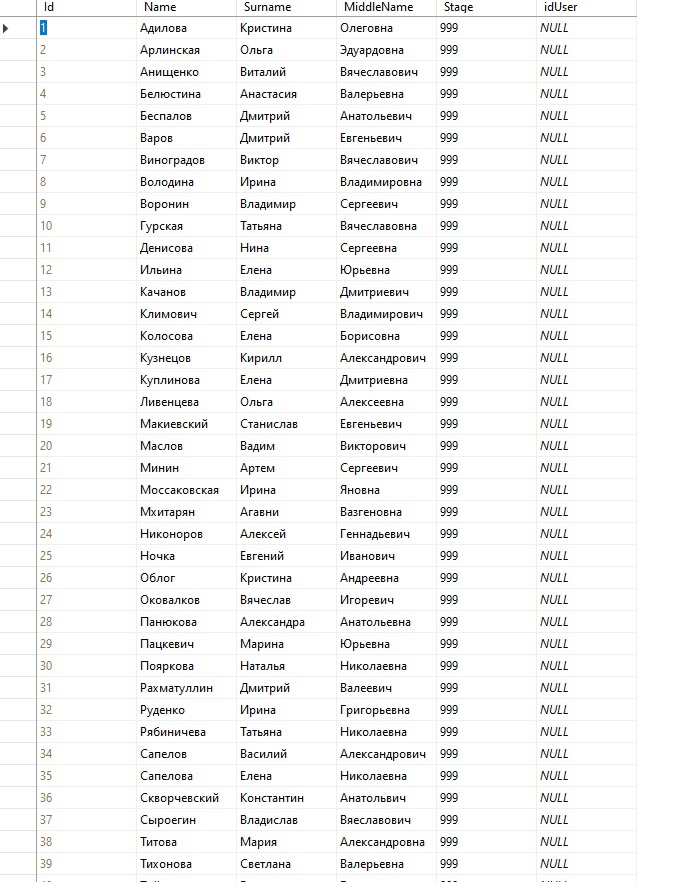 Id Name Surname MiddleName Stage idUser
1 Адилова Кристина Олеговна 999 NULL
2 Арлинская Ольга Эдуардовна 999 NULL
3 Анищенко Виталий Вячеславович 999 NULL
4 Белюстина Анастасия Валерьевна 999 NULL
5 Беспалов Дмитрий Анатольевич 999 NULL
6 Варов Дмитрий Евгеньевич 999 NULL
7 Виноградов Виктор Вячеславович 999 NULL
8 Володина Ирина Владимировна 999 NULL
9 Воронин Владимир Сергеевич 999 NULL
10 Гурская Татьяна Вячеславовна 999 NULL
11 Денисова Нина Сергеевна 999 NULL
12 Ильина Елена Юрьевна 999 NULL
13 Качанов Владимир Дмитриевич 999 NULL
14 Климович Сергей Владимирович 999 NULL
15 Колосова Елена Борисовна 999 NULL
16 Кузнецов Кирилл Александрович 999 NULL
17 Куплинова Елена Дмитриевна 999 NULL
18 Ливенцева Ольга Алексеевна 999 NULL
19 Макиевский Станислав Евгеньевич 999 NULL
20 Маслов Вадим Викторович 999 NULL
21 Минин Артем Сергеевич 999 NULL
22 Моссаковская Ирина Яновна 999 NULL
23 Мхитарян Агавни Вазгеновна 999 NULL
24 Никоноров Алексей Геннадьевич 999 NULL
25 Ночка Евгений Иванович 999 NULL
26 Облог Кристина Андреевна 999 NULL
27 Оковалков Вячеслав Игоревич 999 NULL
28 Панюкова Александра Анатольевна 999 NULL
29 Пацкевич Марина Юрьевна 999 NULL
30 Пояркова Наталья Николаевна 999 NULL
31 Рахматуллин Дмитрий Валеевич 999 NULL
32 Руденко Ирина Григорьевна 999 NULL
33 Рябиничева Татьяна Николаевна 999 NULL
34 Сапелов Василий Александрович 999 NULL
35 Сапелова Елена Николаевна 999 NULL
36 Скворчевский Константин Анатольвич 999 NULL
37 Сыроегин Владислав Вяеславович 999 NULL
38 Титова Мария Александровна 999 NULL
39 Тихонова Светлана Валерьевна 999 NULL